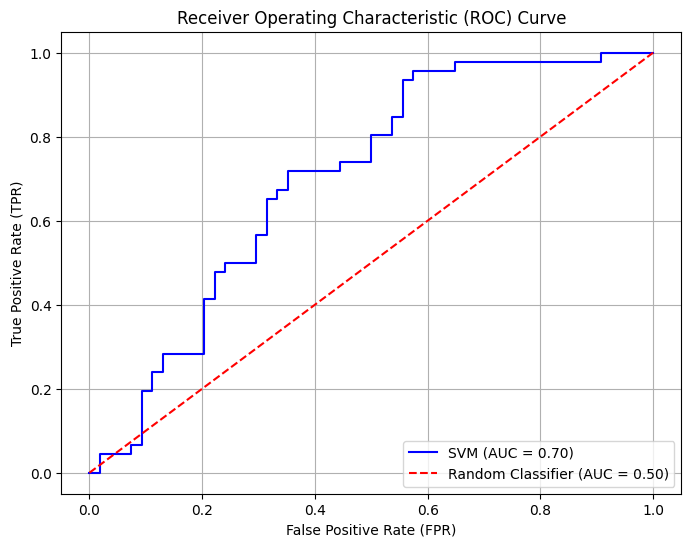 Receiver Operating Characteristic (ROC) Curve
True Positive Rate (TPR)
1.0
0.8
0.6
0.4
0.2
0.0
0.0 0.2 0.4 0.6 0.8 1.0
False Positive Rate (FPR)
SVM (AUC = 0.70)
Random Classifier (AUC = 0.50)